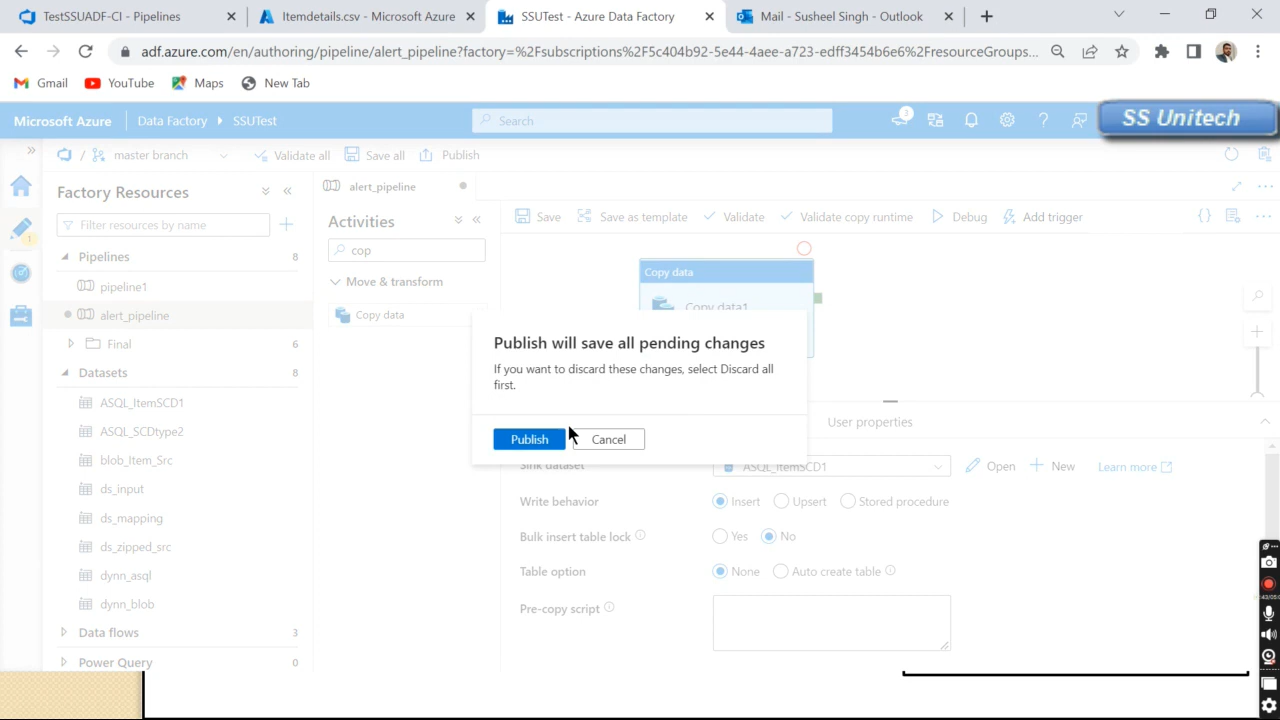 TestSSUADF-CI - Pipelines
Itemdetails.csv - Microsoft Azure
SSUTest - Azure Data Factory
Mail - Susheel Singh - Outlook
adf.azure.com/en/authoring/pipeline/alert_pipeline?factory=%2Fsubscriptions%2F5c404b92-5e44-4aee-a723-edff3454b6e6%2FresourceGroups...
Gmail
YouTube
Maps
New Tab
Microsoft Azure
Data Factory
SSUTest
Search
SS Unitech
master branch
Validate all
Save all
Publish
Factory Resources
alert_pipeline
Filter resources by name
Activities
Save
Save as template
Validate
Validate copy runtime
Debug
Add trigger
cop
Pipelines 8
pipeline1
alert_pipeline
Final 6
Move & transform
Copy data
Copy data
Copy data1
Publish will save all pending changes
If you want to discard these changes, select Discard all
first.
Publish
Cancel
Datasets 8
ASQL_ItemSCD1
ASQL_SCDtype2
blob_Item_Src
ds_input
ds_mapping
ds_zipped_src
dynn_asql
dynn_blob
Data flows 3
Power Query 0
User properties
Sink dataset
ASQL_ItemSCD1
Open
New
Learn more
Write behavior
Insert
Upsert
Stored procedure
Bulk insert table lock
Yes
No
Table option
None
Auto create table
Pre-copy script